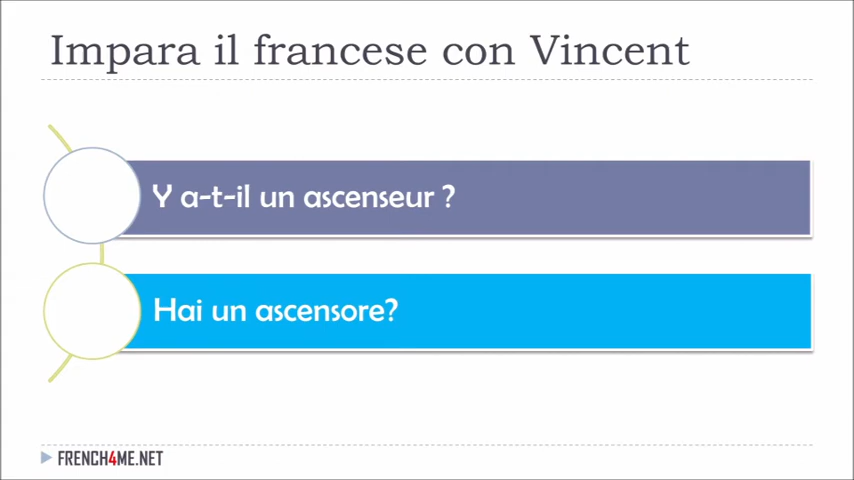 Impara il francese con Vincent
Y a-t-il un ascenseur ?
Hai un ascensore?
FRENCH4ME.NET